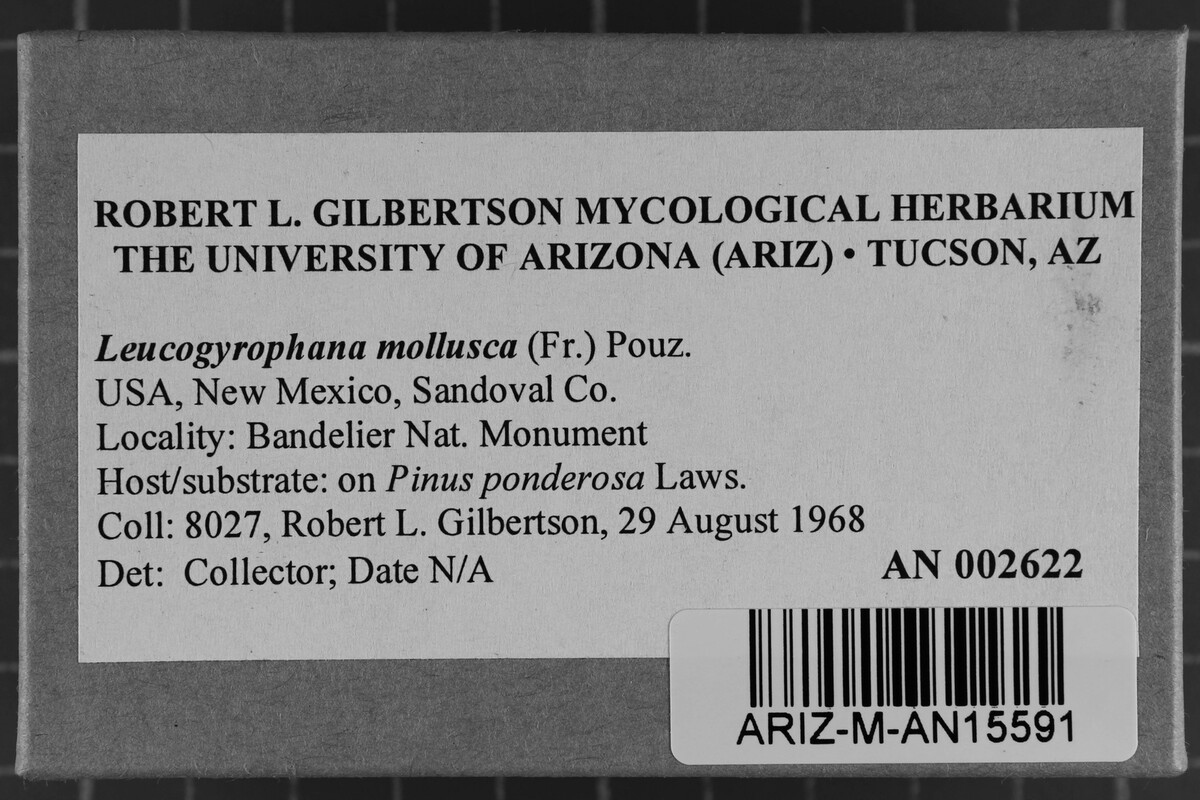 ROBERT L. GILBERTSON MYCOLOGICAL HERBARIUM
THE UNIVERSITY OF ARIZONA (ARIZ) • TUCSON, AZ
Leucogyrophana mollusca (Fr.) Pouz.
USA, New Mexico, Sandoval Co.
Locality: Bandelier Nat. Monument
Host/substrate: on Pinus ponderosa Laws.
Coll: 8027, Robert L. Gilbertson, 29 August 1968
Det: Collector; Date N/A
AN 002622
ARIZ-M-AN15591